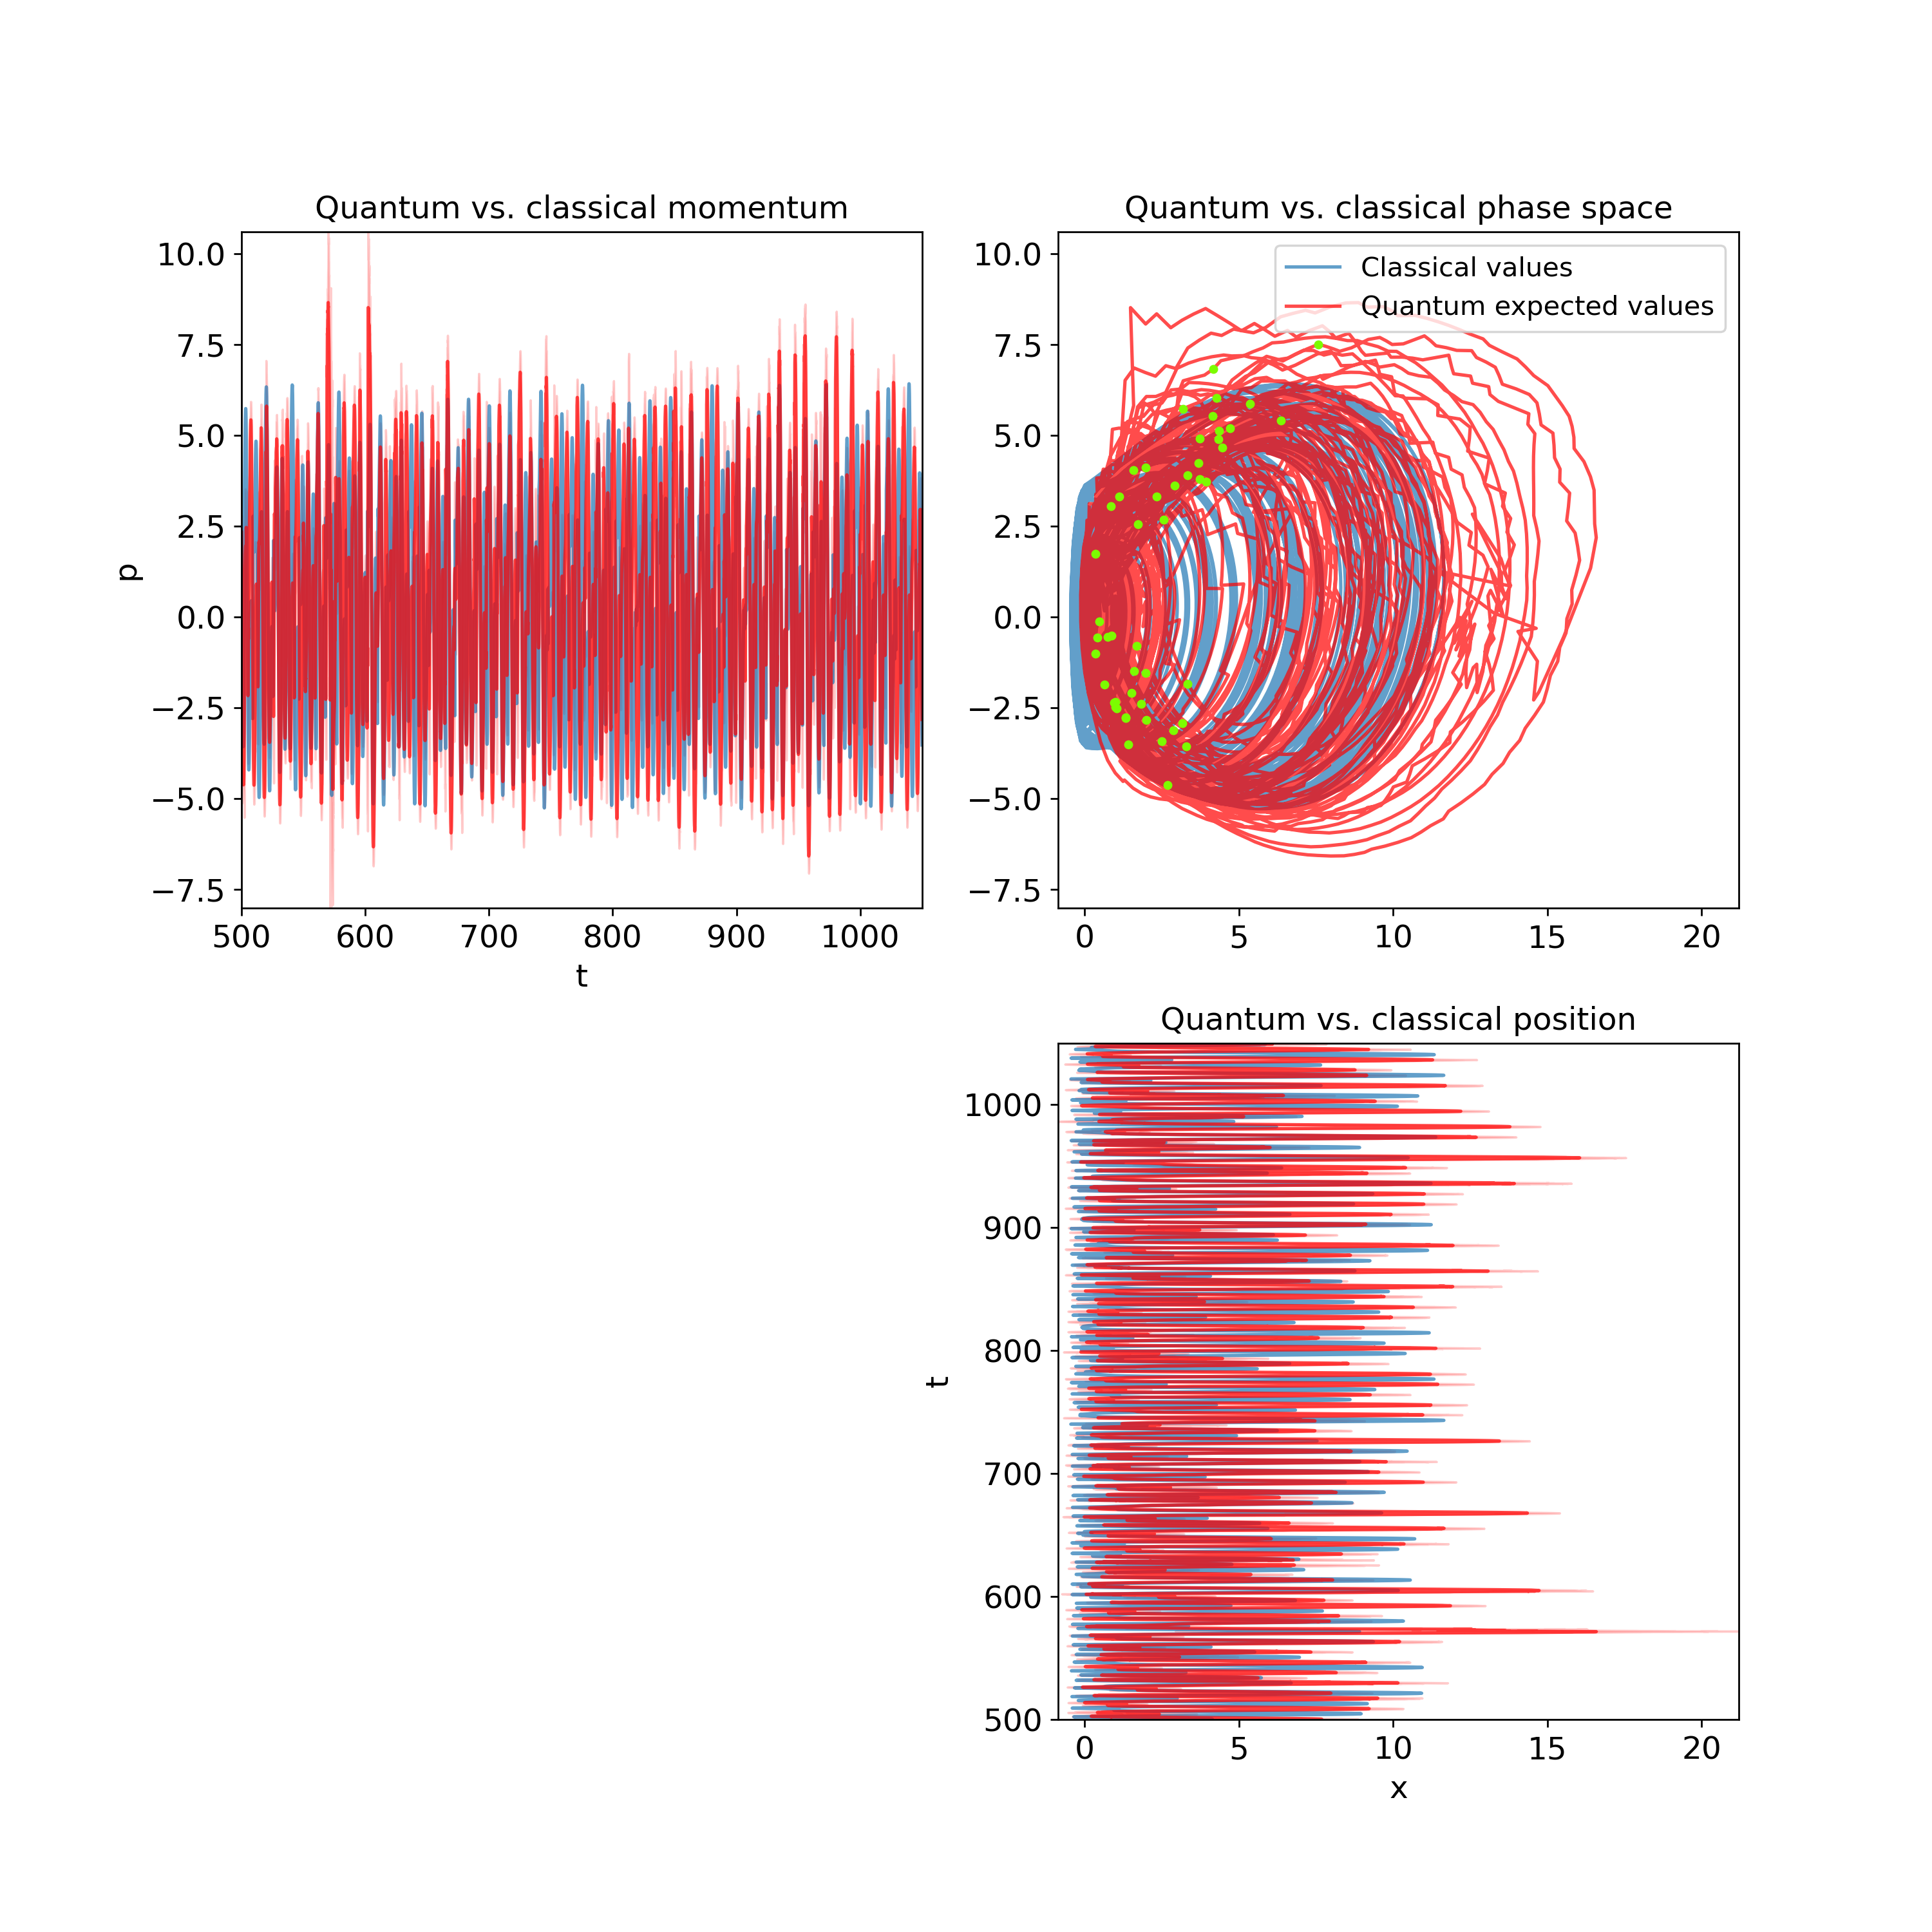 Quantum vs. classical momentum
10.0
7.5
5.0
2.5
0.0
−2.5
−5.0
−7.5
p
500 600 700 800 900 1000
t
Quantum vs. classical phase space
Classical values
Quantum expected values
10.0
7.5
5.0
2.5
0.0
−2.5
−5.0
−7.5
0 5 10 15 20
Quantum vs. classical position
1000
900
800
700
600
500
t
0 5 10 15 20
x